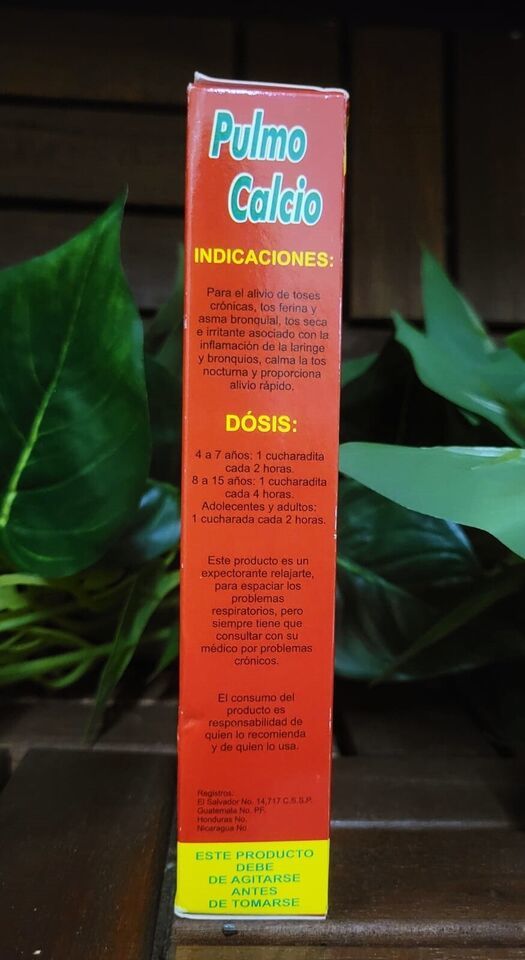 Pulmo
Calcio
INDICACIONES:
Para el alivio de toses
crónicas, tos ferina y
asma bronquial, tos seca
e irritante asociado con la
inflamación de la laringe
y bronquios, calma la tos
nocturna y proporciona
alivio rápido.
DÓSIS:
4 a 7 años: 1 cucharadita
cada 2 horas.
8 a 15 años: 1 cucharadita
cada 4 horas.
Adolecentes y adultos:
1 cucharada cada 2 horas.
Este producto es un
expectorante relajarte,
para espaciar los
problemas
respiratorios, pero
siempre tiene que
consultar con su
médico por problemas
crónicos.
El consumo del
producto es
responsabilidad de
quien lo recomienda
y de quien lo usa.
Registros:
El Salvador No. 14,717 C.S.S.P.
Guatemala No. PF.
Honduras No.
Nicaragua No.
ESTE PRODUCTO
DEBE
DE AGITARSE
ANTES
DE TOMARSE